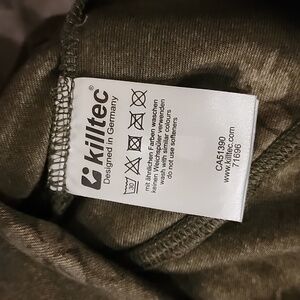 killtec®
Designed in Germany
30
mit ähnlichen Farben waschen
keinen Weichspüler verwenden
wash with similar colours
do not use softeners
CA51390
www.killtec.com
71696